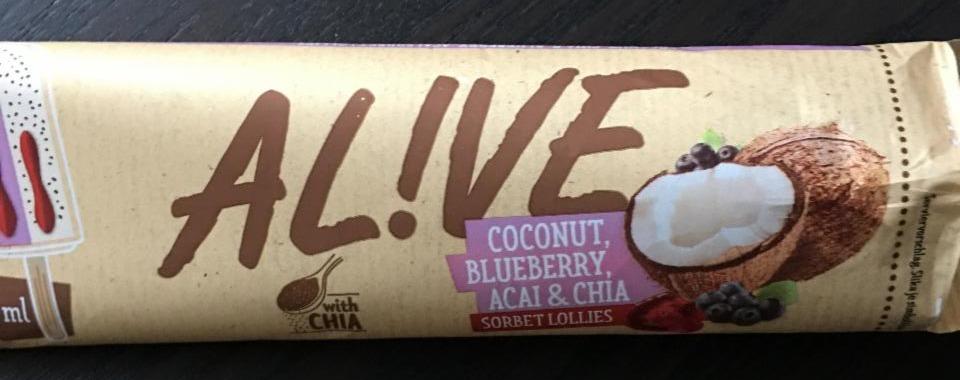 AL!VE
COCONUT,
BLUEBERRY,
ACAI & CHIA
SORBET LOLLIES
with
CHIA
ml